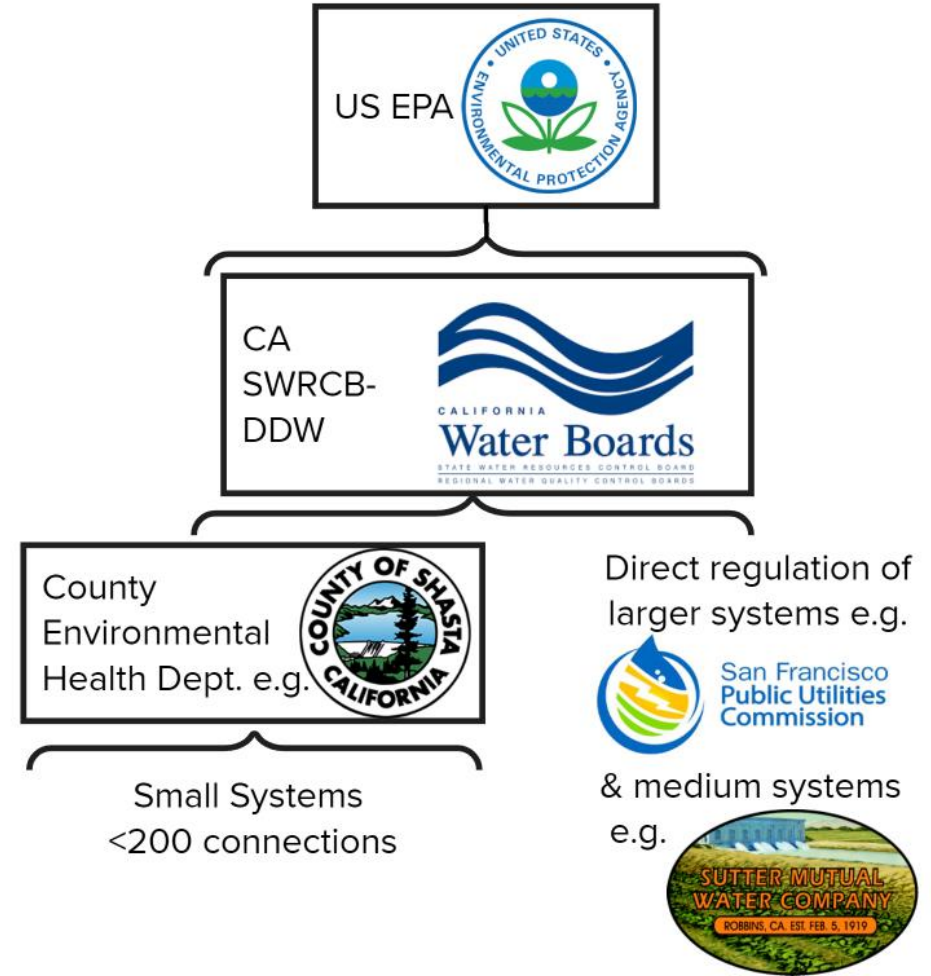 US EPA
UNITED STATES
ENVIRONMENTAL PROTECTION AGENCY
CA
SWRCB-
DDW
CALIFORNIA
Water Boards
STATE WATER RESOURCES CONTROL BOARD
REGIONAL WATER QUALITY CONTROL BOARDS
County
Environmental
Health Dept. e.g.
COUNTY OF SHASTA
CALIFORNIA
Small Systems
<200 connections
Direct regulation of
larger systems e.g.
San Francisco
Public Utilities
Commission
& medium systems
e.g.
SUTTER MUTUAL
WATER COMPANY
ROBBINS, CA. EST. FEB. 5, 1919